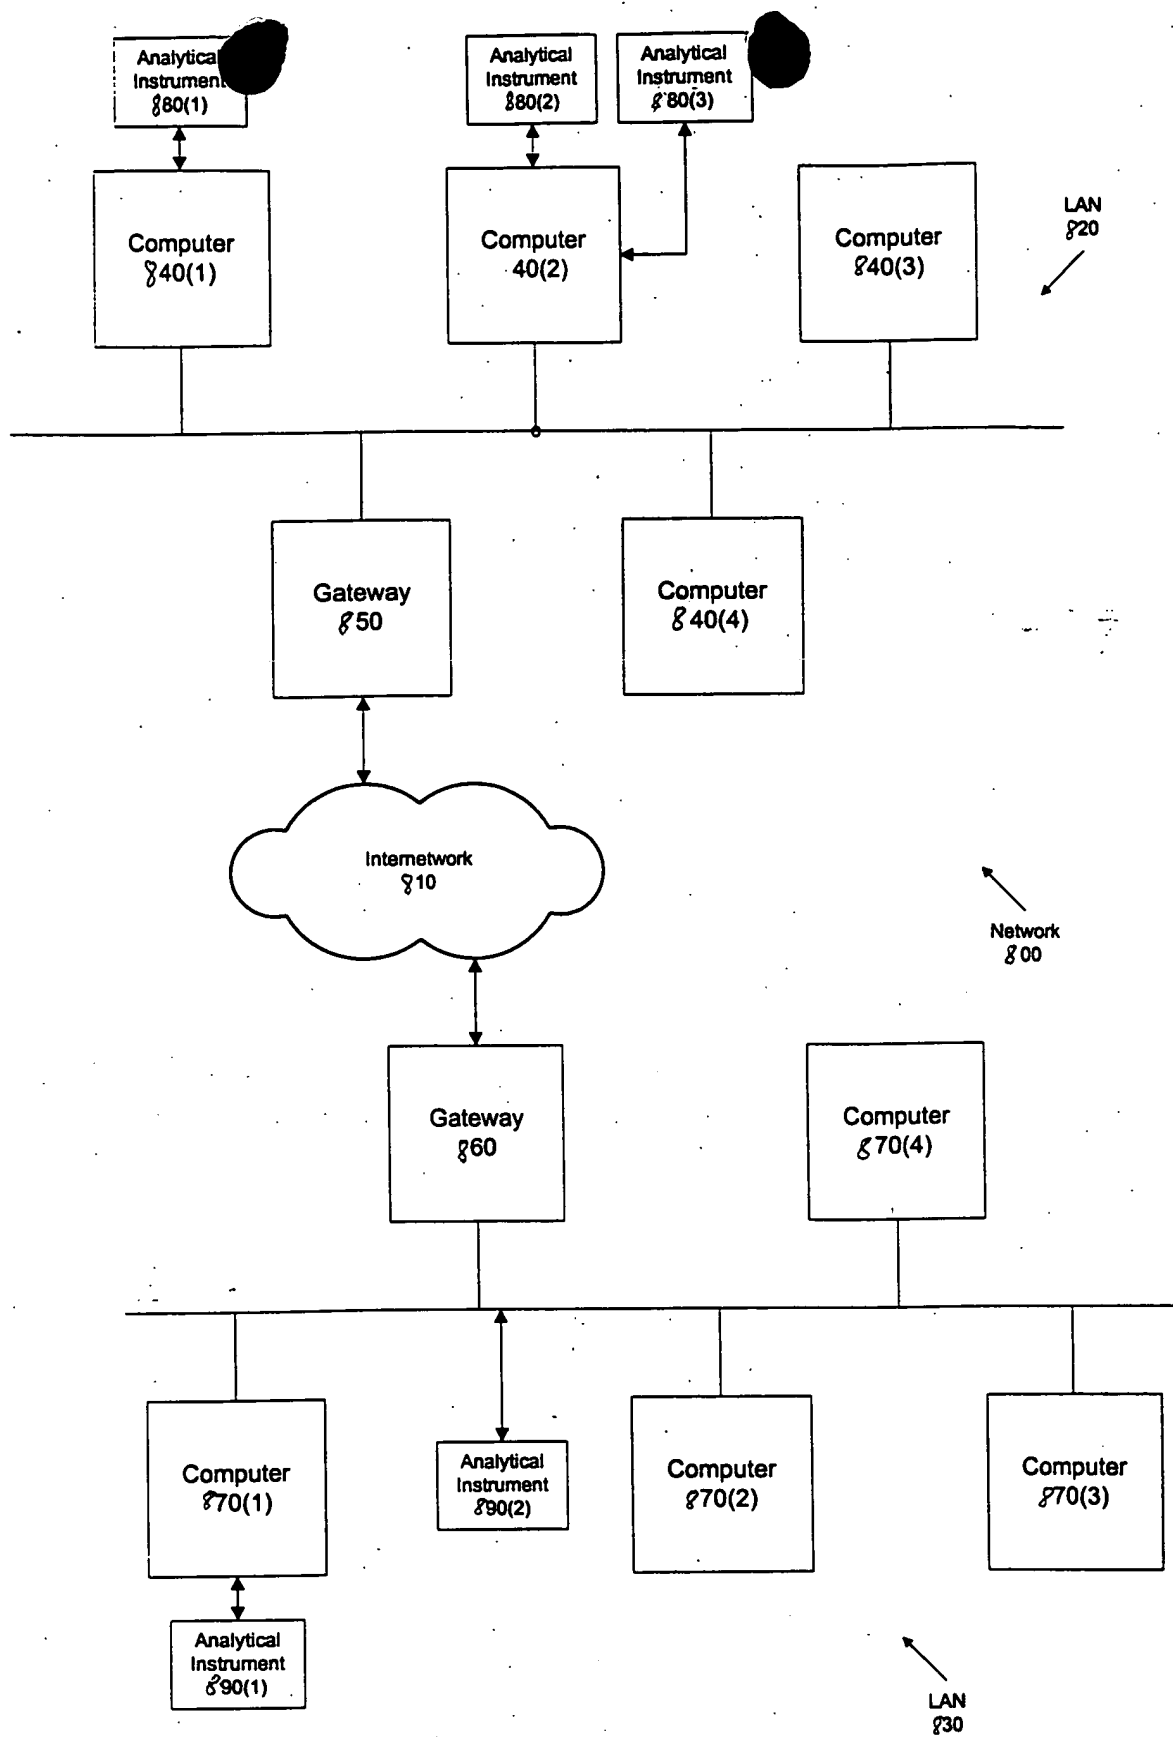 Analytical
Instrument
880(1)
Analytical
Instrument
880(2)
Analytical
Instrument
880(3)
Computer
840(1)
Computer
40(2)
Computer
840(3)
LAN
820
Gateway
850
Computer
840(4)
Internetwork
810
Network
800
Gateway
860
Computer
870(4)
Computer
870(1)
Analytical
Instrument
890(2)
Computer
870(2)
Computer
870(3)
Analytical
Instrument
890(1)
LAN
830